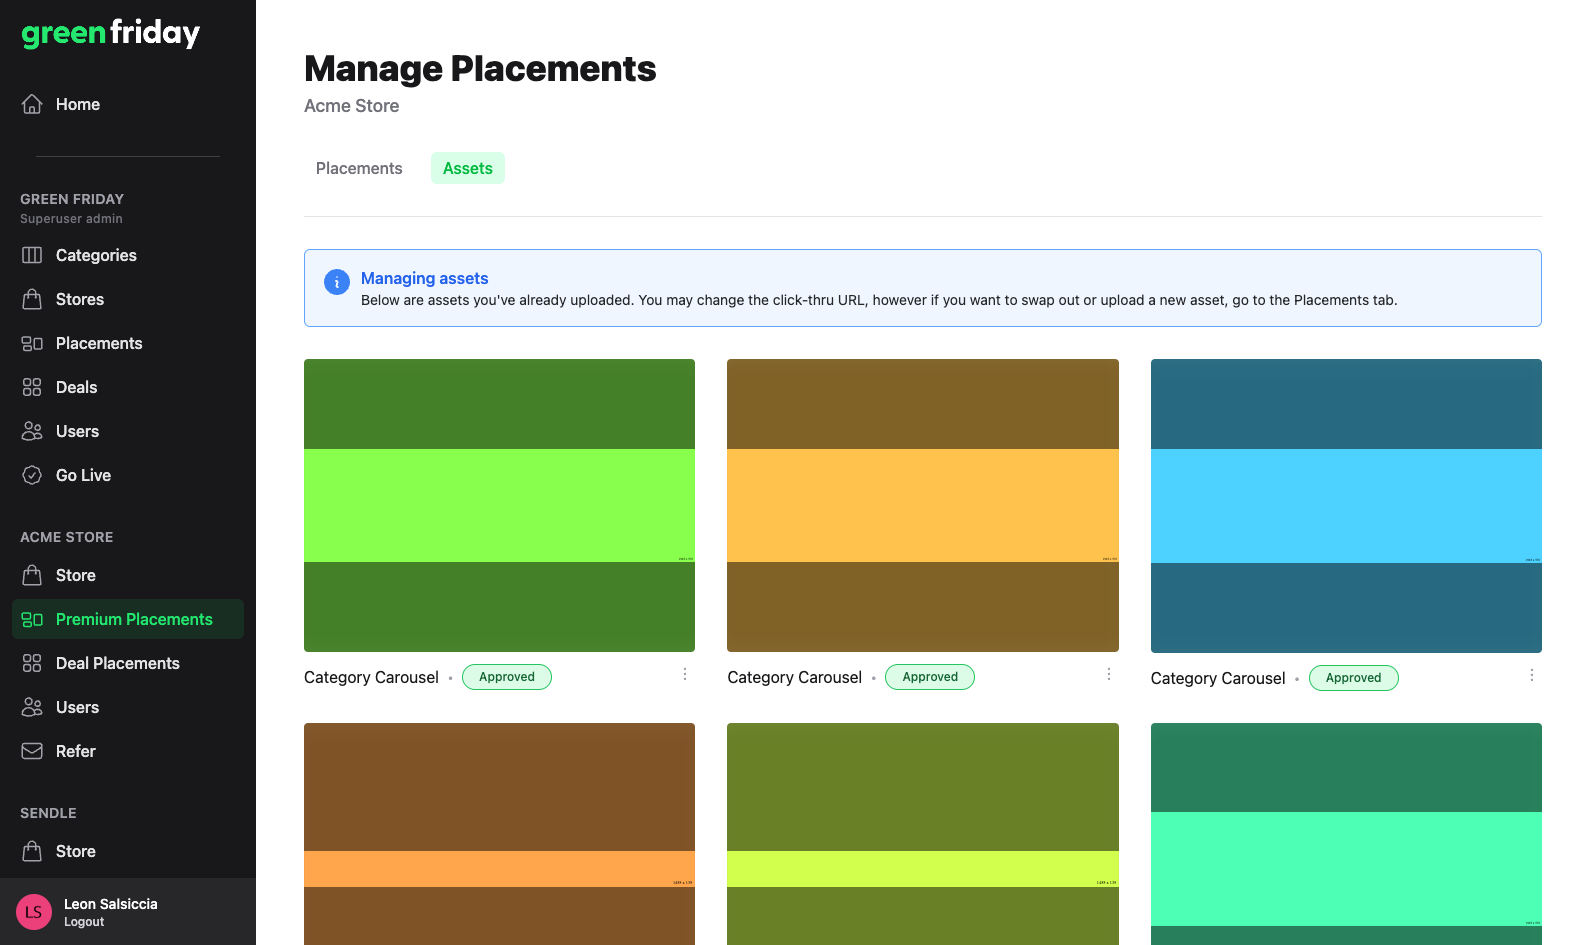 greenfriday
Home
GREEN FRIDAY
Superuser admin
Categories
Stores
Placements
Deals
Users
Go Live
ACME STORE
Store
Premium Placements
Deal Placements
Users
Refer
SENDLE
Store
LS
Leon Salsiccia
Logout
Manage Placements
Acme Store
Placements
Assets
Managing assets
Below are assets you've already uploaded. You may change the click-thru URL, however if you want to swap out or upload a new asset, go to the Placements tab.
Category Carousel • Approved
Category Carousel • Approved
Category Carousel • Approved